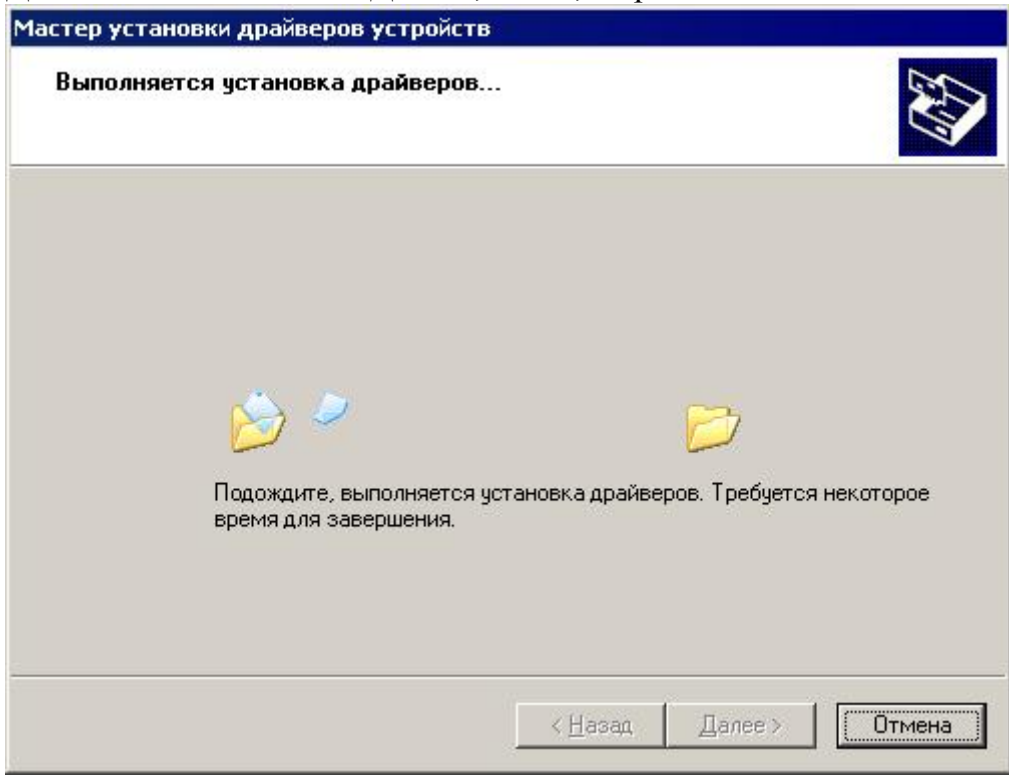 Мастер установки драйверов устройств
Выполняется установка драйверов...
Подождите, выполняется установка драйверов. Требуется некоторое
время для завершения.
< Назад Далее > Отмена